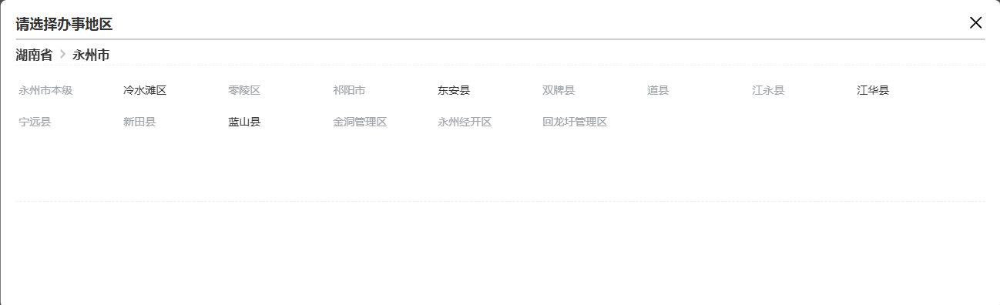 请选择办事地区
湖南省 > 永州市
永州市本级 冷水滩区 零陵区 祁阳市 东安县 双牌县 道县 江永县 江华县
宁远县 新田县 蓝山县 金洞管理区 永州经开区 回龙圩管理区